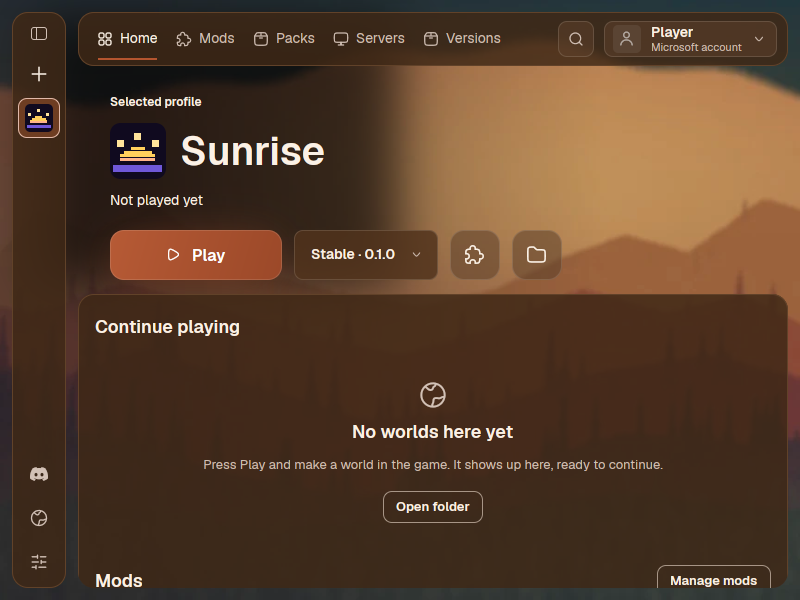 Home
Mods
Packs
Servers
Versions
Player
Microsoft account
Selected profile
Sunrise
Not played yet
Play
Stable · 0.1.0
Continue playing
No worlds here yet
Press Play and make a world in the game. It shows up here, ready to continue.
Open folder
Mods
Manage mods